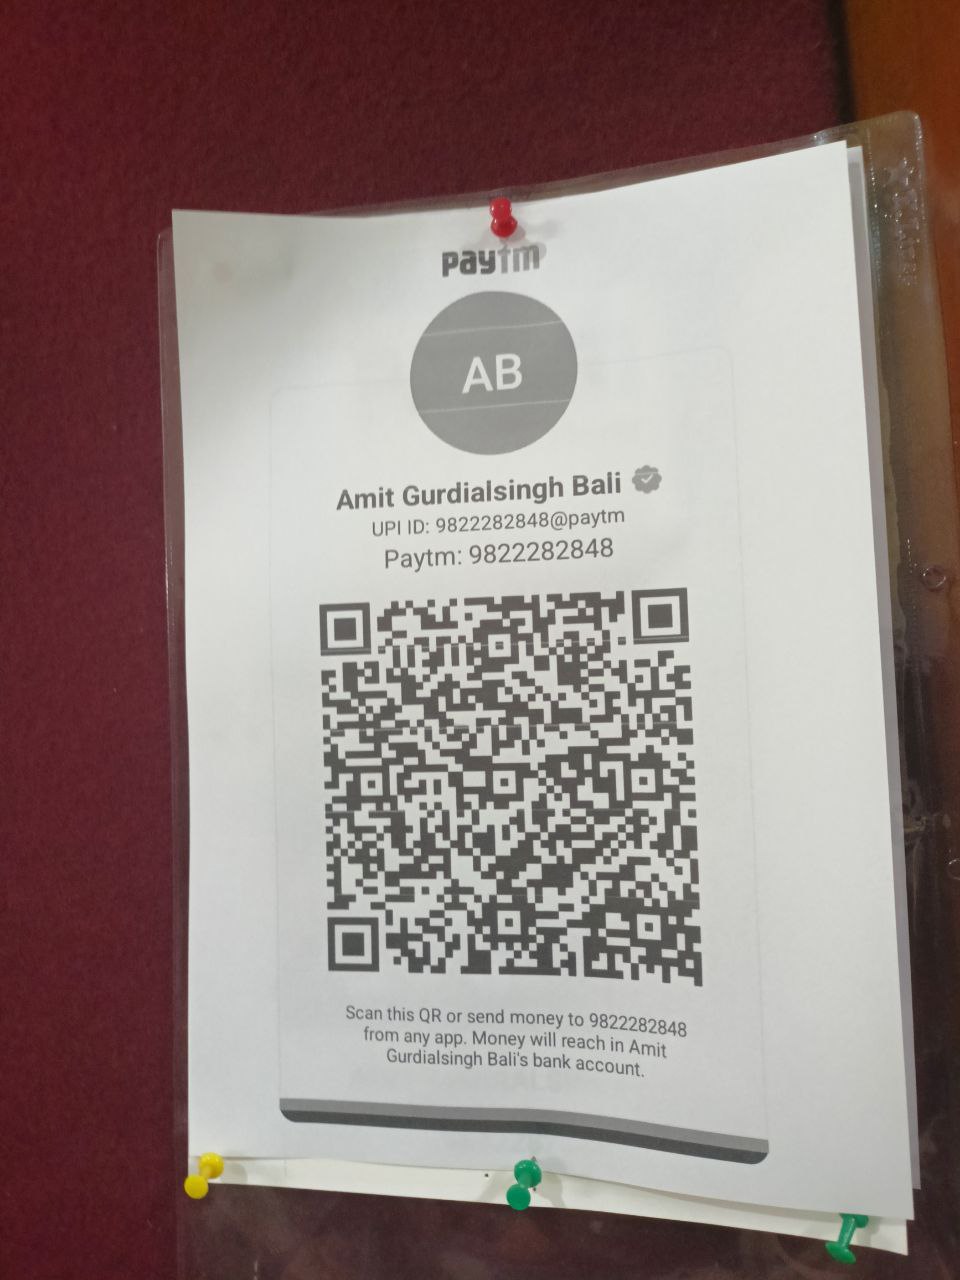 paytm
AB
Amit Gurdialsingh Bali
UPI ID: 9822282848@paytm
Paytm: 9822282848
Scan this QR or send money to 9822282848
from any app. Money will reach in Amit
Gurdialsingh Bali's bank account.